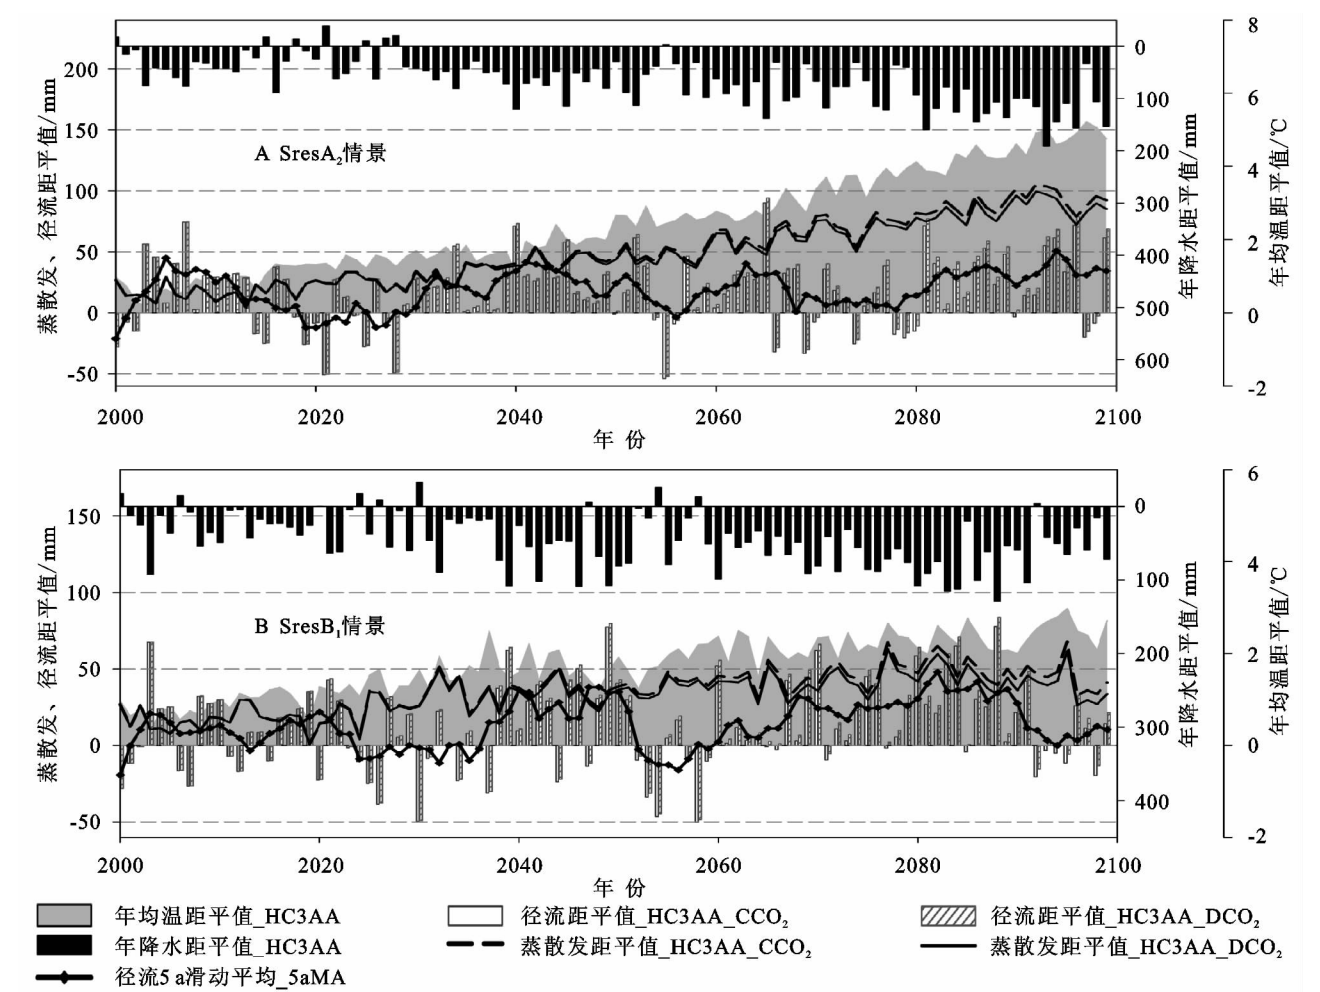 8
0
200
6
100
蒸散发、径流距平值/mm
150
A SresA₂情景
200
年降水距平值/mm
年均温距平值/℃
100
4
300
50
2
400
0
500
0
-50
600
-2
2000
2020
2040
2060
2080
2100
年 份
6
0
150
蒸散发、径流距平值/mm
4
100
100
年降水距平值/mm
年均温距平值/℃
B SresB₁情景
50
200
2
0
300
0
-50
400
-2
2000
2020
2040
2060
2080
2100
年 份
年均温距平值_HC3AA
径流距平值_HC3AA_CCO₂
径流距平值_HC3AA_DCO₂
年降水距平值_HC3AA
蒸散发距平值_HC3AA_CCO₂
蒸散发距平值_HC3AA_DCO₂
径流5 a滑动平均_5aMA